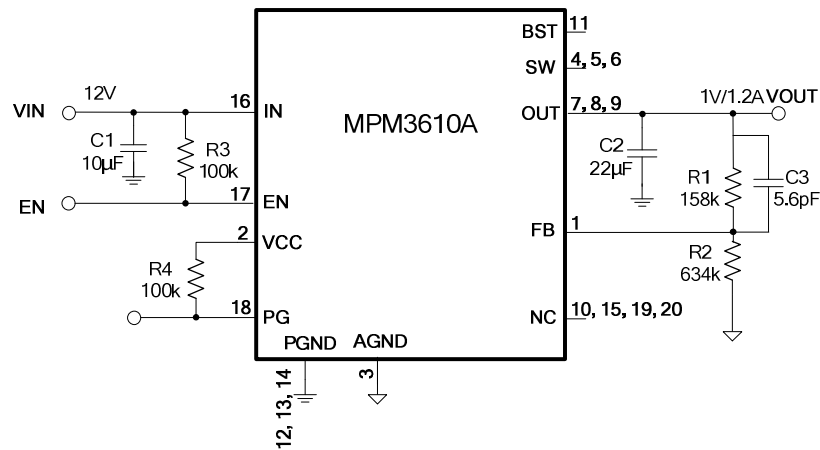 BST
11
SW
4, 5, 6
12V
1V/1.2A VOUT
VIN
16
IN
MPM3610A
OUT
7, 8, 9
C1
10µF
R3
100k
C2
22µF
R1
158k
C3
5.6pF
EN
17
EN
2
VCC
FB
1
R4
100k
R2
634k
18
PG
NC
10, 15, 19, 20
PGND
AGND
12, 13, 14
3